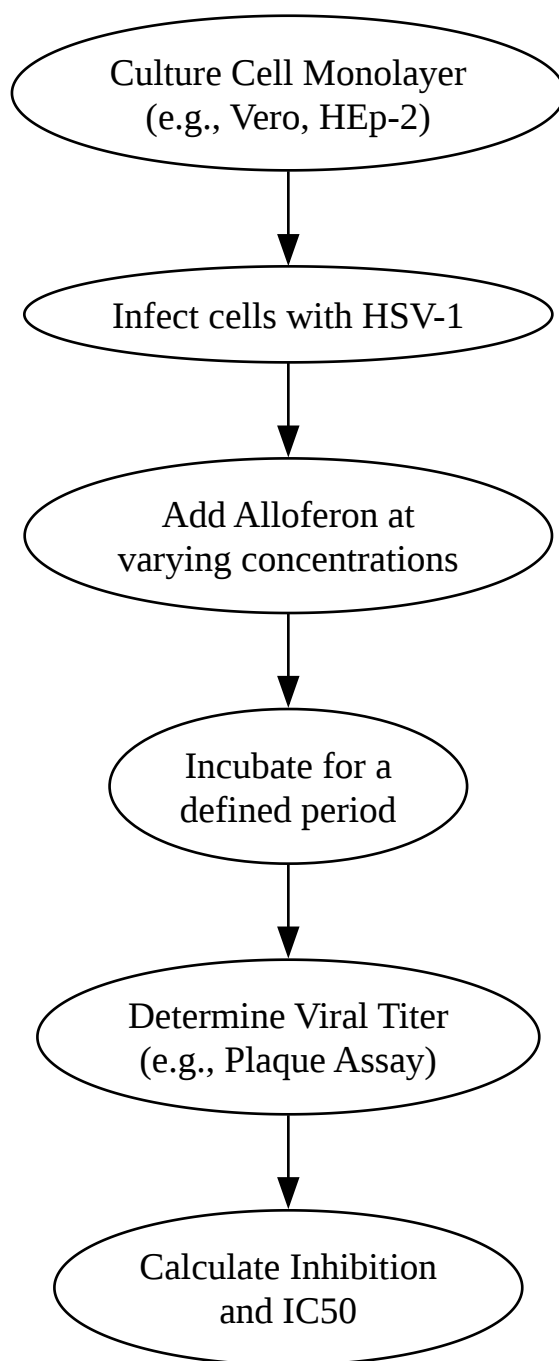 Culture Cell Monolayer
(e.g., Vero, HEp-2)
Infect cells with HSV-1
Add Alloferon at
varying concentrations
Incubate for a
defined period
Determine Viral Titer
(e.g., Plaque Assay)
Calculate Inhibition
and IC50